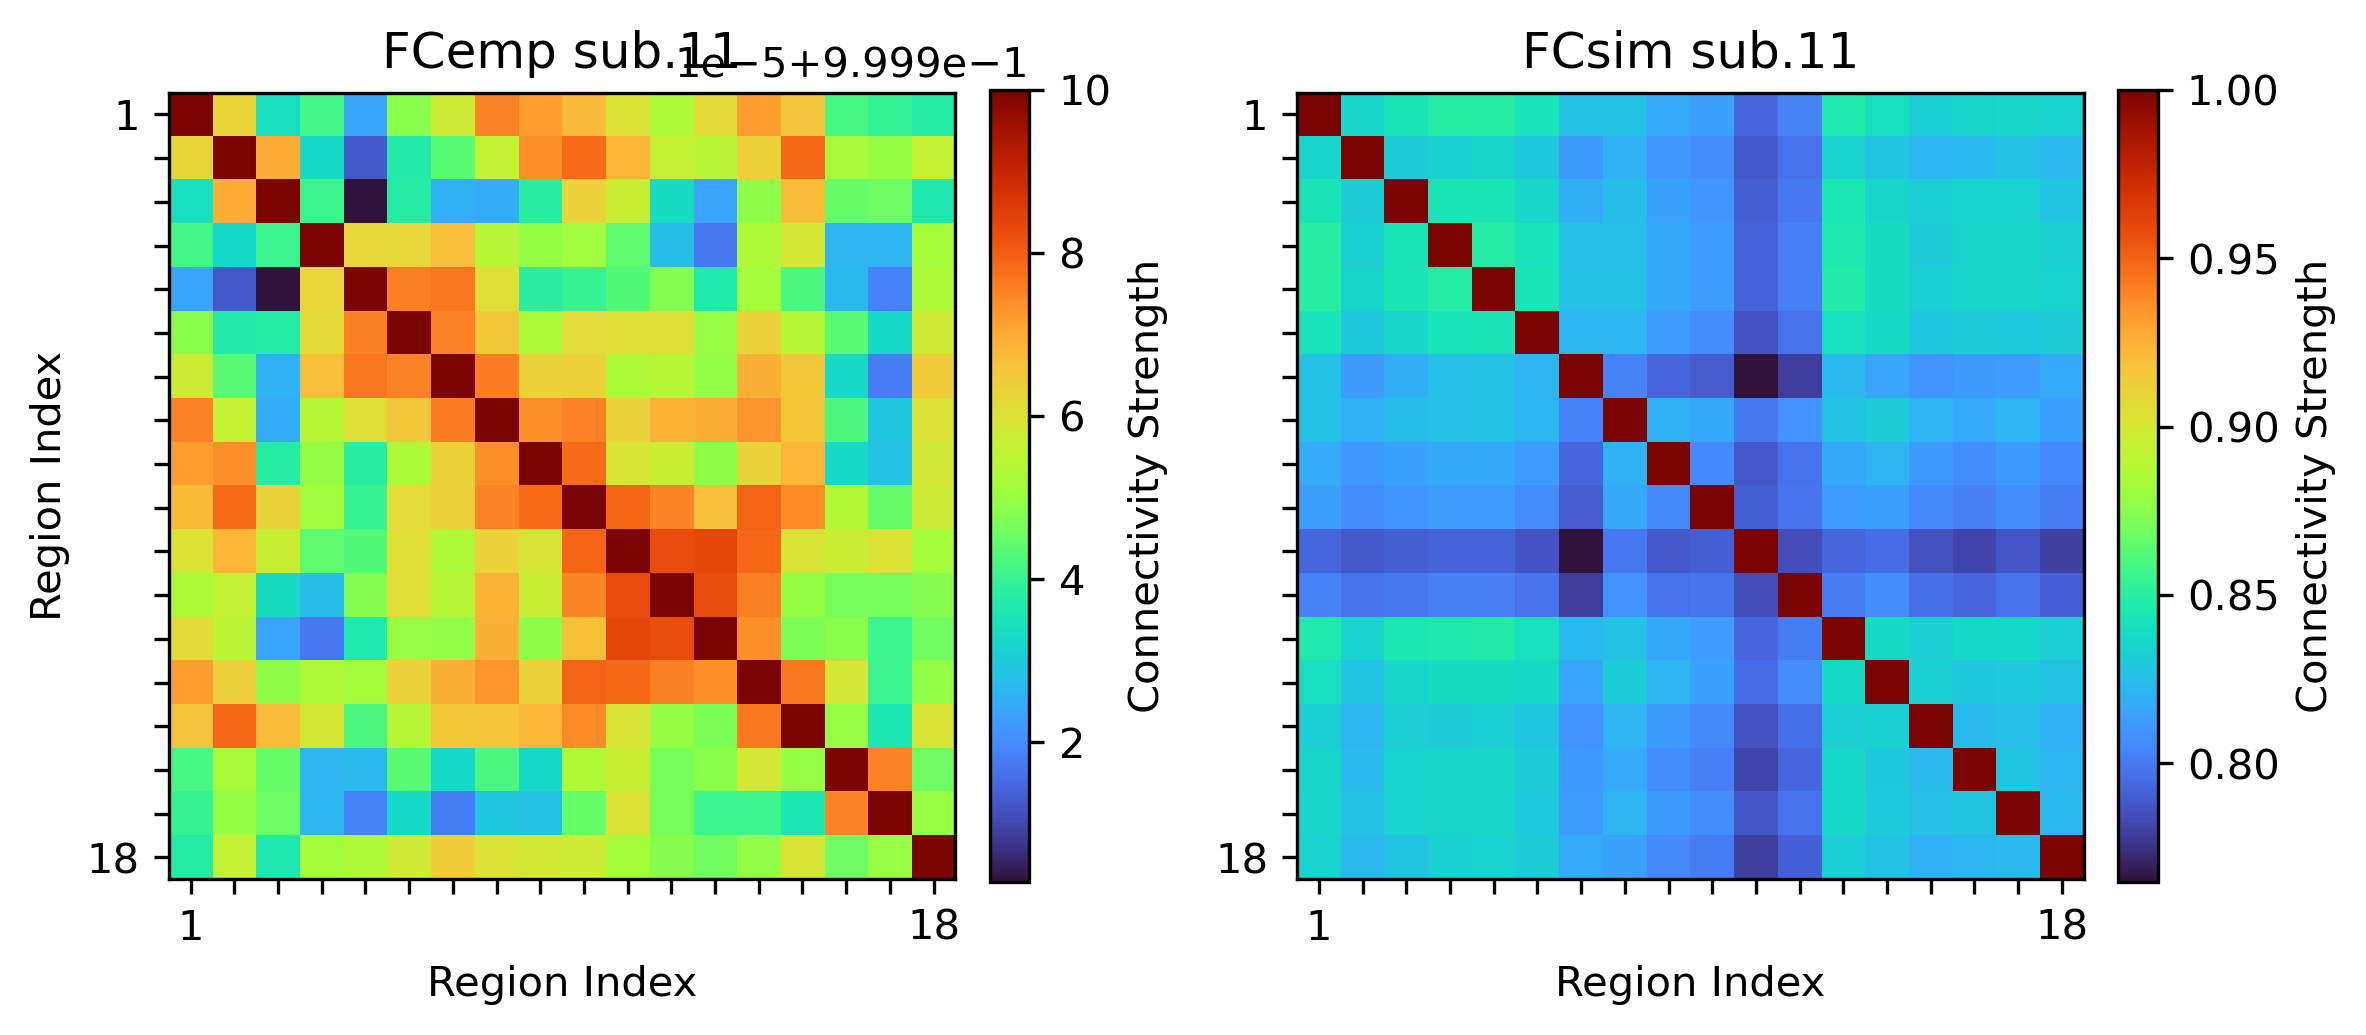 FCemp sub.11
1e−5+9.999e−1
1
18
1
18
Region Index
Region Index
10
8
6
4
2
Connectivity Strength
FCsim sub.11
1
18
1
18
Region Index
1.00
0.95
0.90
0.85
0.80
Connectivity Strength